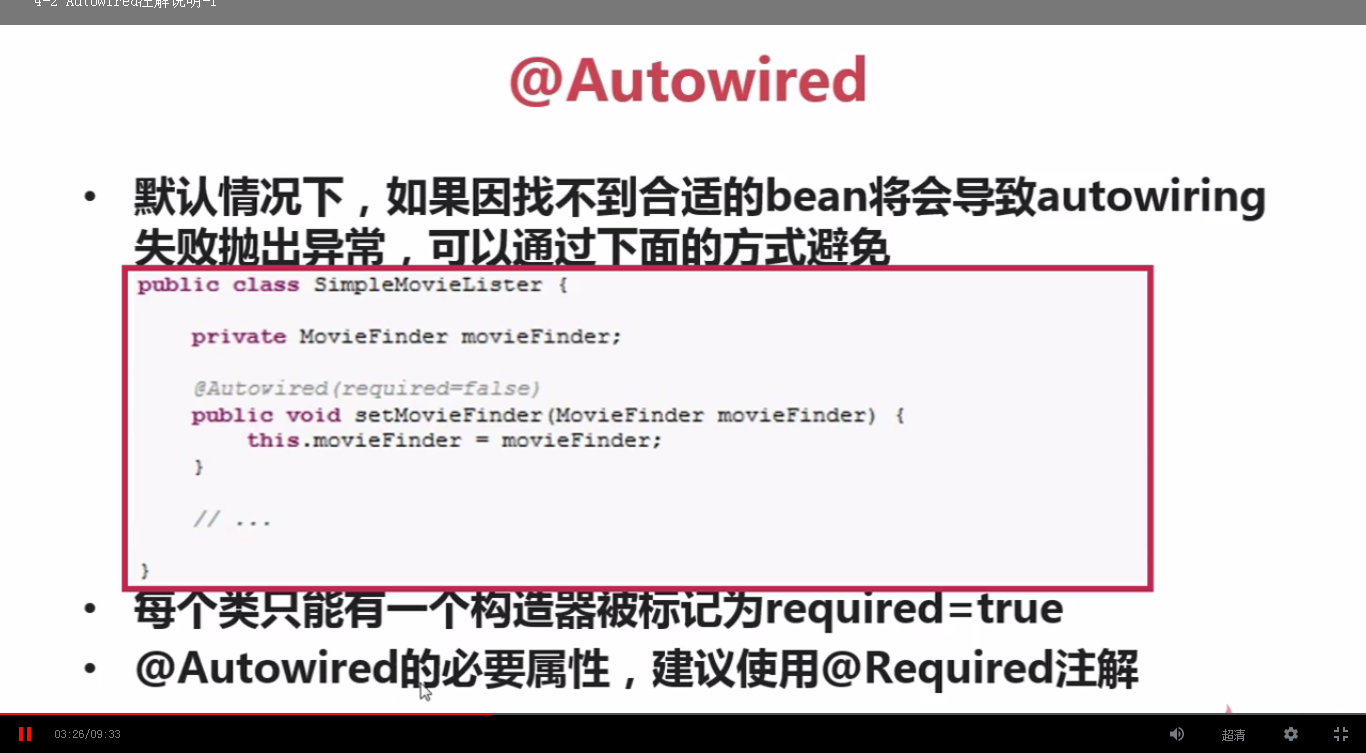 4-2 Autowired注解说明-1
@Autowired
• 默认情况下，如果因找不到合适的bean将会导致autowiring
失败抛出异常，可以通过下面的方式避免
public class SimpleMovieLister {
private MovieFinder movieFinder;
@Autowired(required=false)
public void setMovieFinder(MovieFinder movieFinder) {
this.movieFinder = movieFinder;
}
// ...
}
• 每个类只能有一个构造器被标记为required=true
• @Autowired的必要属性，建议使用@Required注解
03:26/09:33
超清